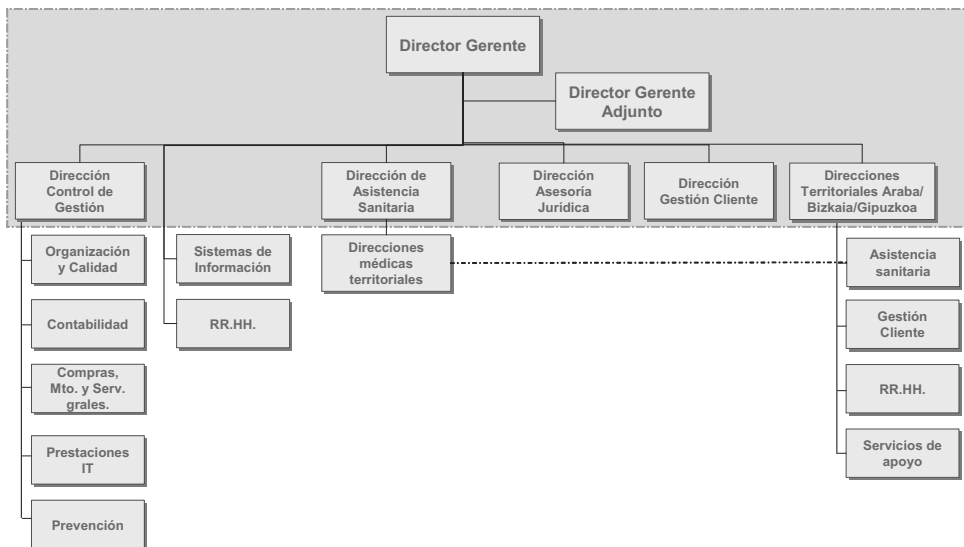 Director Gerente
Director Gerente
Adjunto
Dirección
Control de
Gestión
Dirección de
Asistencia
Sanitaria
Dirección
Asesoría
Jurídica
Dirección
Gestión Cliente
Direcciones
Territoriales Araba/
Bizkaia/Gipuzkoa
Organización
y Calidad
Sistemas de
Información
Direcciones
médicas
territoriales
Asistencia
sanitaria
Contabilidad
RR.HH.
Gestión
Cliente
Compras,
Mto. y Serv.
grales.
RR.HH.
Prestaciones
IT
Servicios de
apoyo
Prevención